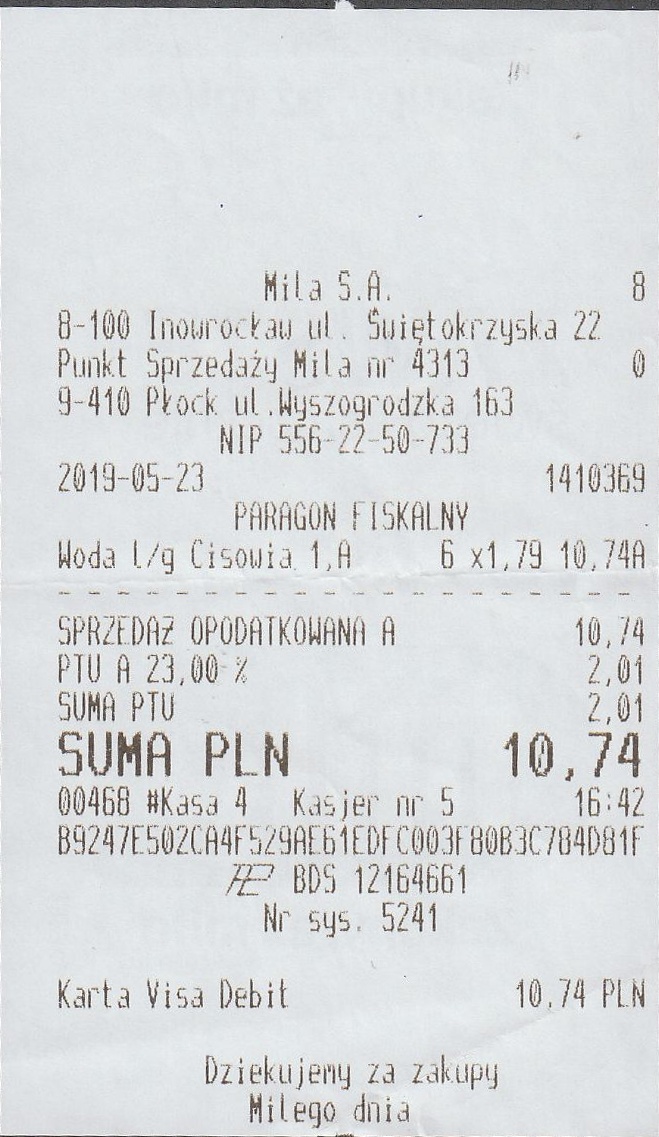 Mila S.A. 8
8-100 Inowrocław ul. Świętokrzyska 22
Punkt Sprzedaży Mila nr 4313 0
9-410 Płock ul.Wyszogrodzka 163
NIP 556-22-50-733
2019-05-23 1410369
PARAGON FISKALNY
Woda l/g Cisowia 1,A 6 x1,79 10,74A
SPRZEDAŻ OPODATKOWANA A 10,74
PTU A 23,00 % 2,01
SUMA PTU 2,01
SUMA PLN 10,74
00468 #Kasa 4 Kasjer nr 5 16:42
B9247E502CA4F529AE61EDFC003F80B3C784D81F
BDS 12164661
Nr sys. 5241
Karta Visa Debit 10,74 PLN
Dziekujemy za zakupy
Milego dnia